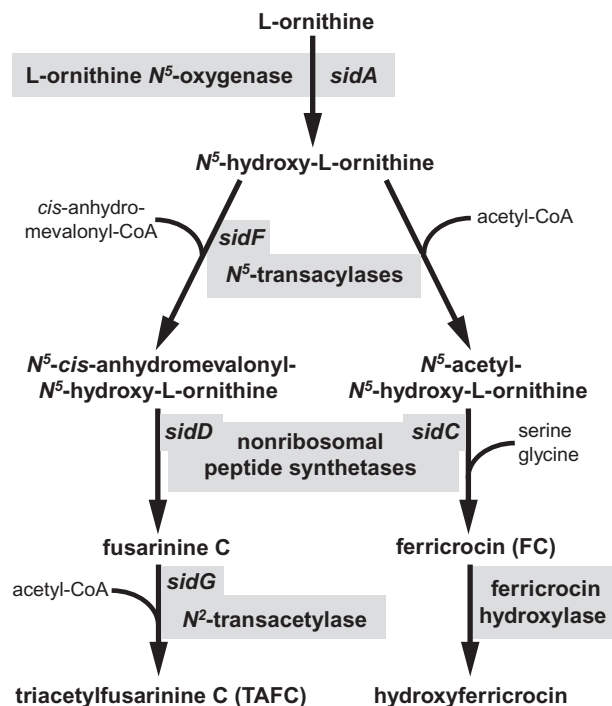 L-ornithine
L-ornithine N⁵-oxygenase sidA
N⁵-hydroxy-L-ornithine
cis-anhydro-
mevalonyl-CoA
acetyl-CoA
sidF
N⁵-transacylases
N⁵-cis-anhydromevalonyl-
N⁵-hydroxy-L-ornithine
N⁵-acetyl-
N⁵-hydroxy-L-ornithine
sidD
nonribosomal
peptide synthetases
sidC
serine
glycine
fusarinine C
ferricrocin (FC)
acetyl-CoA
sidG
N²-transacetylase
ferricrocin
hydroxylase
triacetylfusarinine C (TAFC)
hydroxyferricrocin